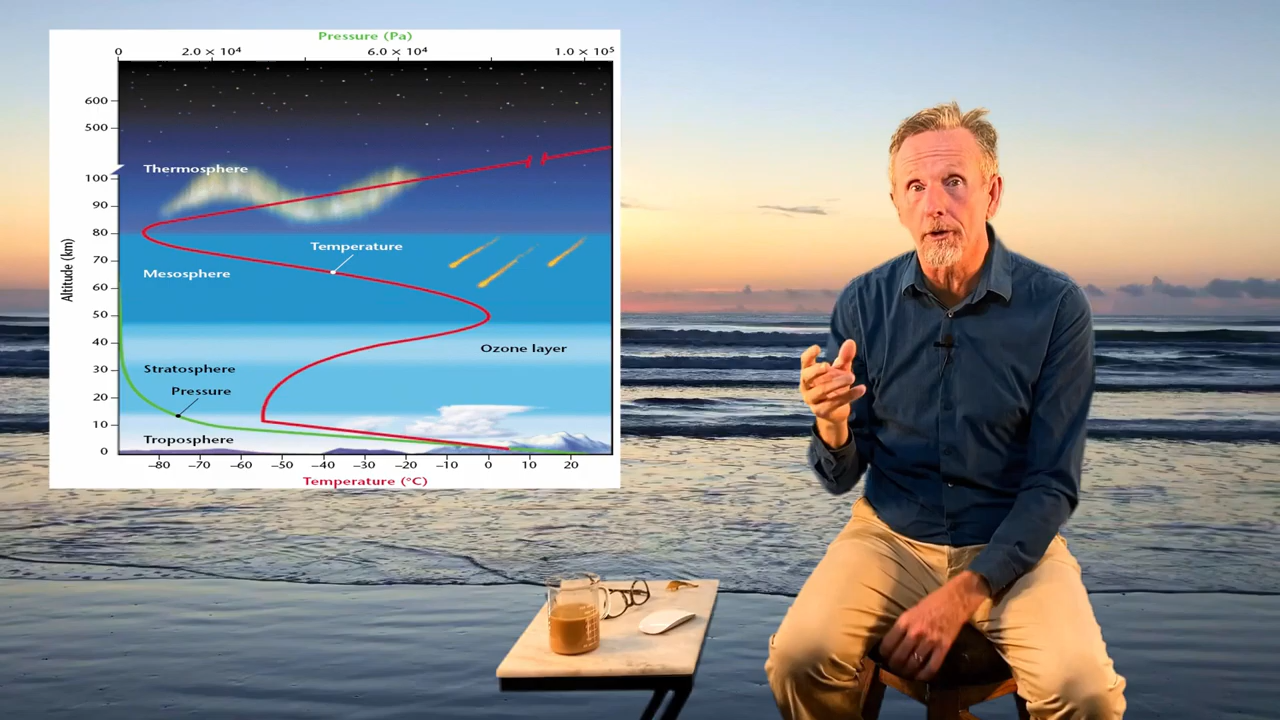 Pressure (Pa)
0 2.0 × 10⁴ 6.0 × 10⁴ 1.0 × 10⁵
600
500
Thermosphere
100
90
80
Temperature
70
Mesosphere
60
50
40
Ozone layer
30
Stratosphere
Pressure
20
10
Troposphere
0
Altitude (km)
–80 –70 –60 –50 –40 –30 –20 –10 0 10 20
Temperature (°C)